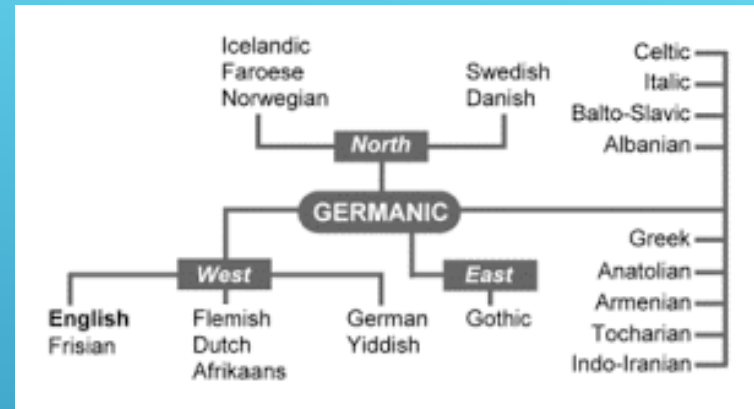 Icelandic
Faroese
Norwegian
Swedish
Danish
North
GERMANIC
West
East
English
Frisian
Flemish
Dutch
Afrikaans
German
Yiddish
Gothic
Celtic
Italic
Balto-Slavic
Albanian
Greek
Anatolian
Armenian
Tocharian
Indo-Iranian